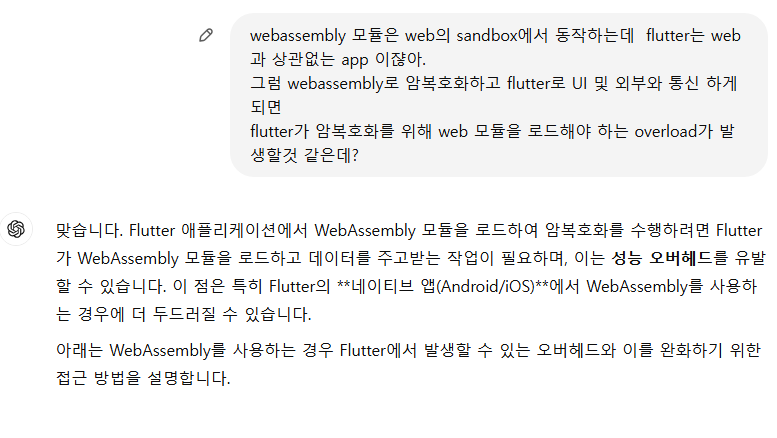 webassembly 모듈은 web의 sandbox에서 동작하는데  flutter는 web
과 상관없는 app 이쟎아.
그럼 webassembly로 암복호화하고 flutter로 UI 및 외부와 통신 하게
되면
flutter가 암복호화를 위해 web 모듈을 로드해야 하는 overload가 발
생할것 같은데?
맞습니다. Flutter 애플리케이션에서 WebAssembly 모듈을 로드하여 암복호화를 수행하려면 Flutter
가 WebAssembly 모듈을 로드하고 데이터를 주고받는 작업이 필요하며, 이는 성능 오버헤드를 유발
할 수 있습니다. 이 점은 특히 Flutter의 **네이티브 앱(Android/iOS)**에서 WebAssembly를 사용하
는 경우에 더 두드러질 수 있습니다.
아래는 WebAssembly를 사용하는 경우 Flutter에서 발생할 수 있는 오버헤드와 이를 완화하기 위한
접근 방법을 설명합니다.